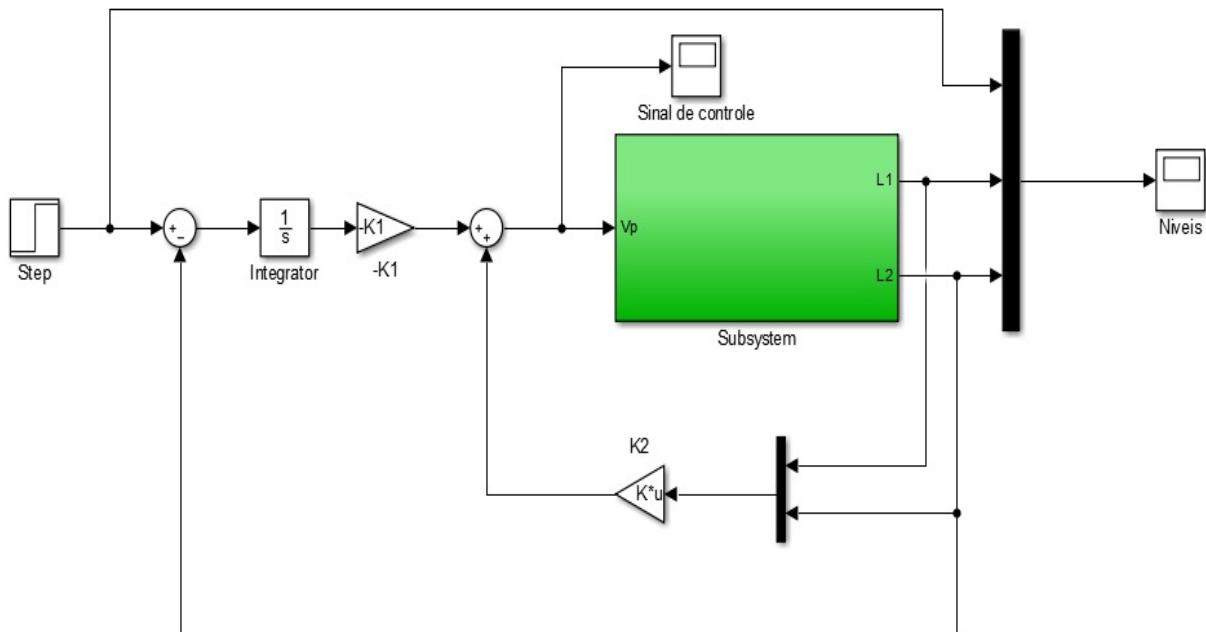 Sinal de controle
L1
Vp
L2
Subsystem
Step
+
−
1
s
Integrator
-K1
-K1
+
+
Niveis
K2
K*u